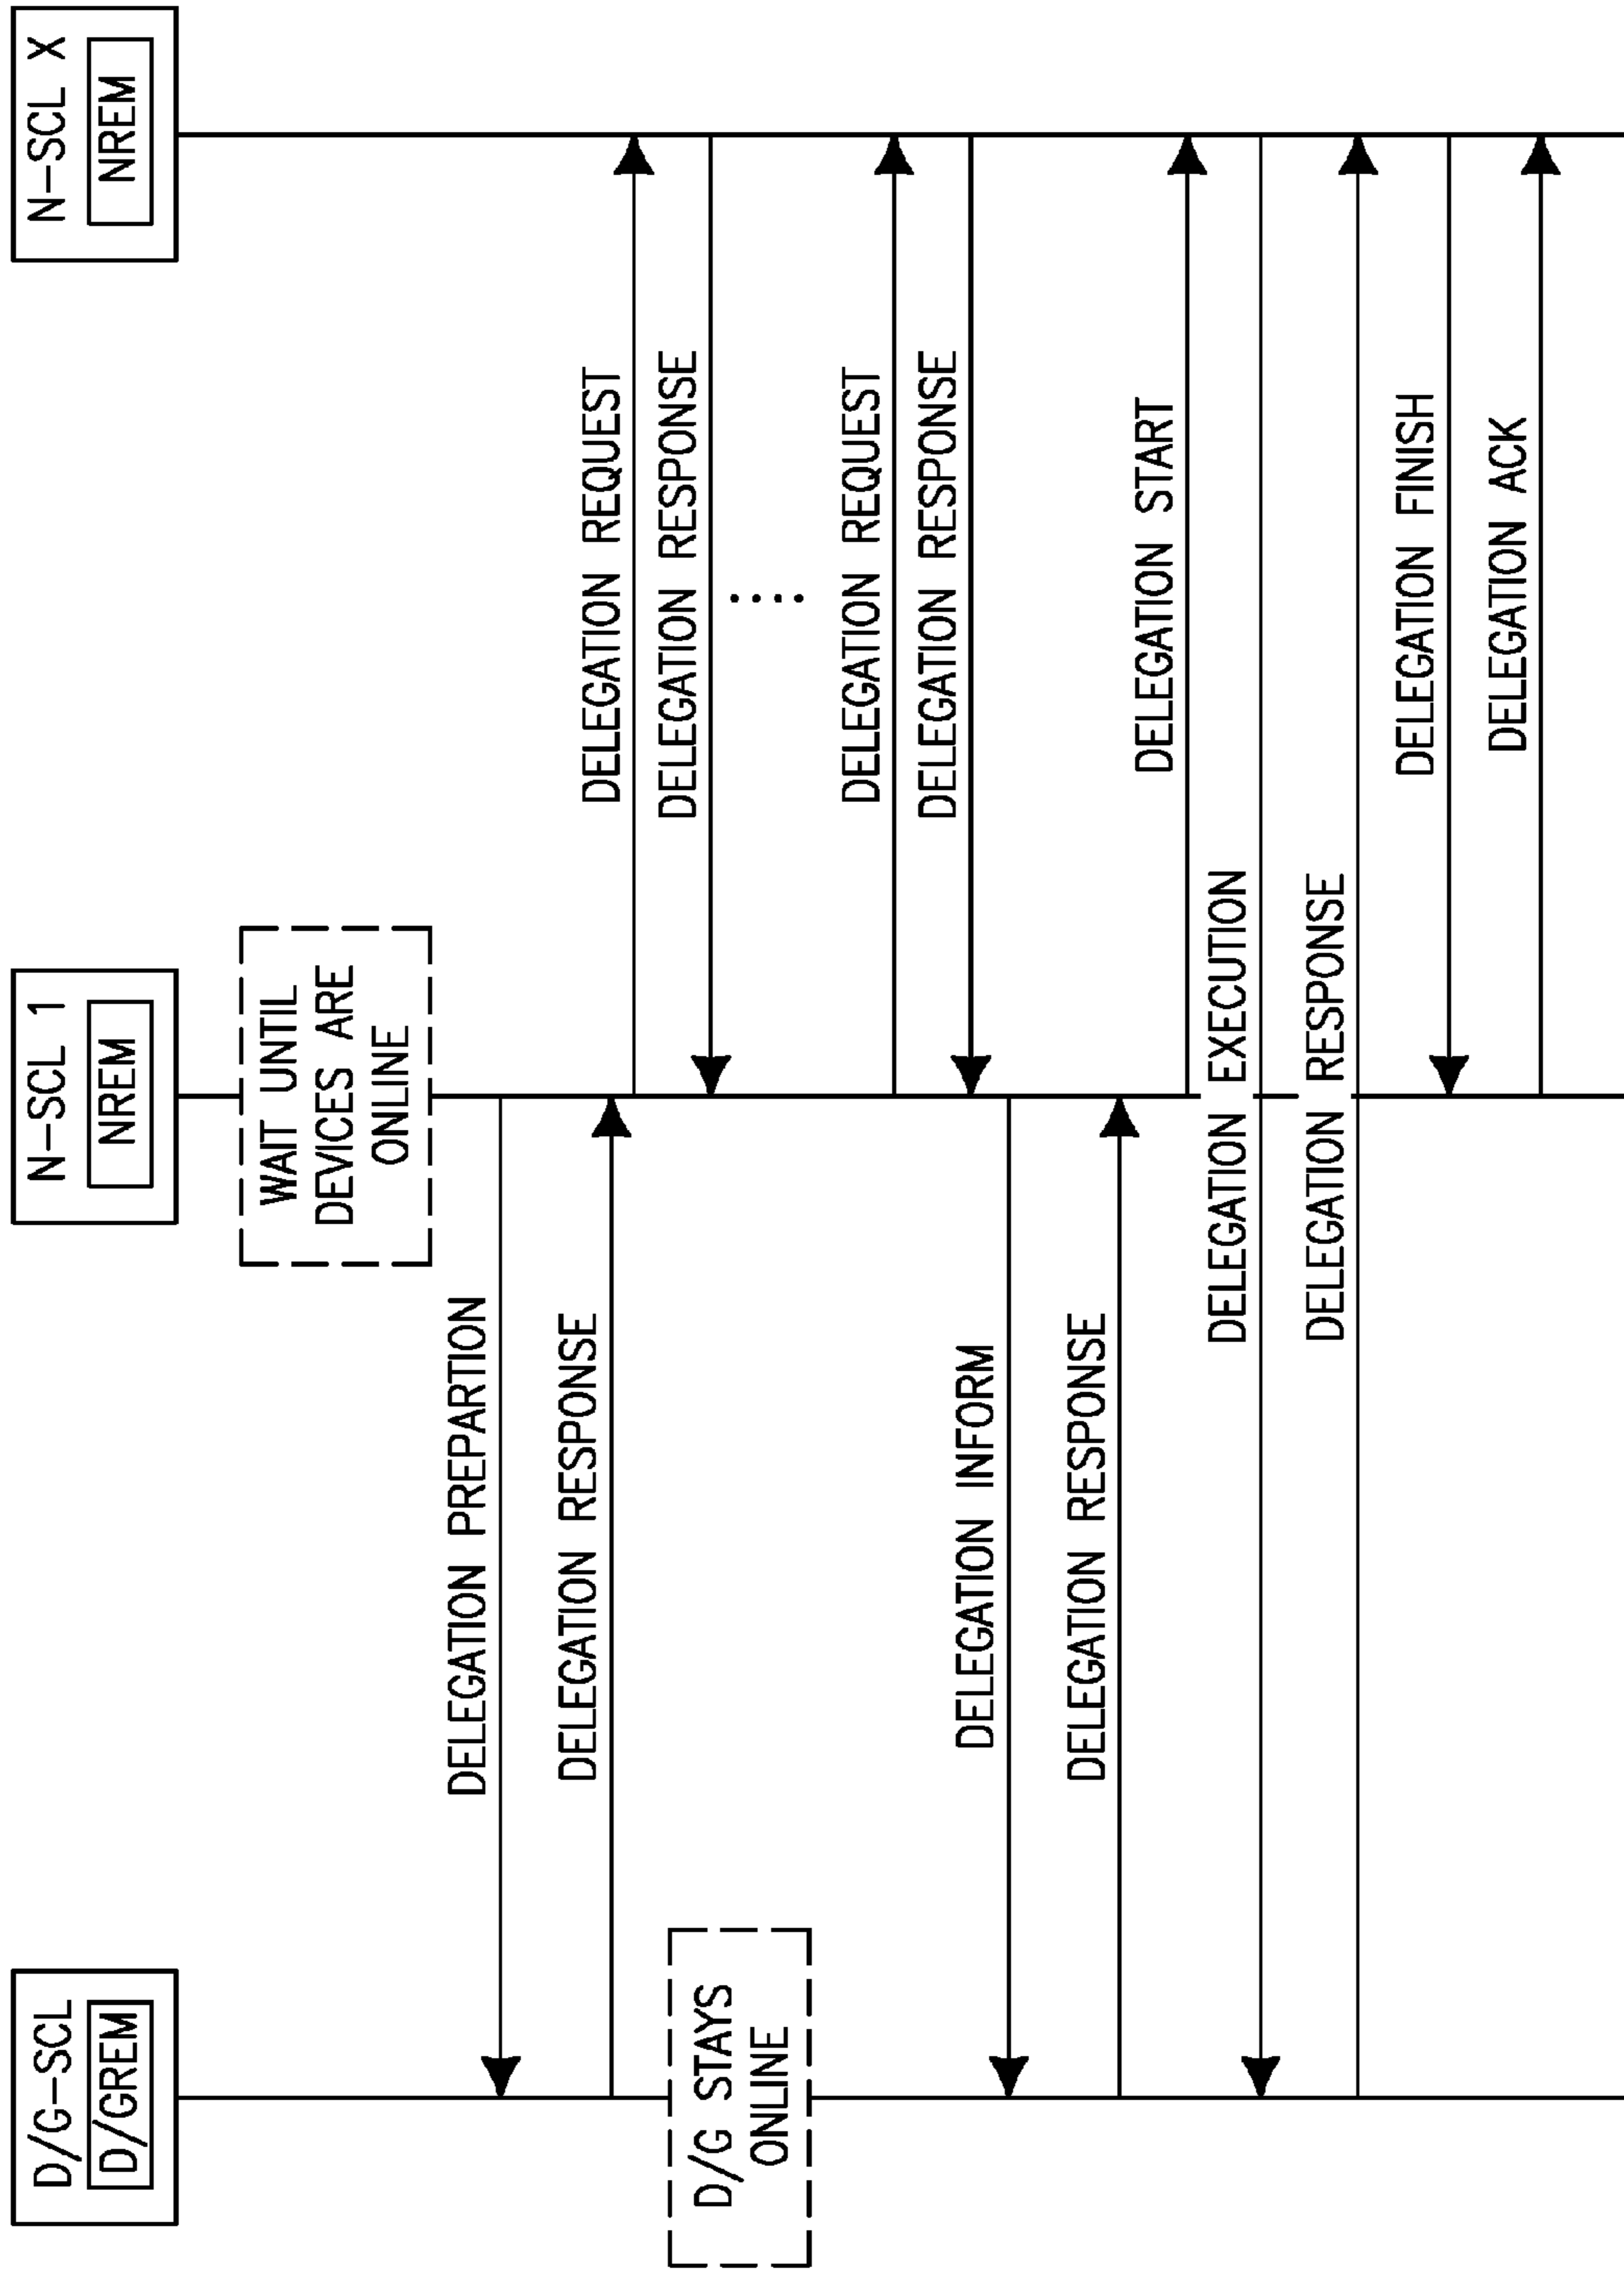 D/G-SCL
D/GREM
N-SCL 1
NREM
N-SCL X
NREM
WAIT UNTIL
DEVICES ARE
ONLINE
DELEGATION PREPARTION
DELEGATION RESPONSE
DELEGATION REQUEST
DELEGATION RESPONSE
D/G STAYS
ONLINE
....
DELEGATION REQUEST
DELEGATION RESPONSE
DELEGATION INFORM
DELEGATION RESPONSE
DELEGATION START
DELEGATION EXECUTION
DELEGATION RESPONSE
DELEGATION FINISH
DELEGATION ACK